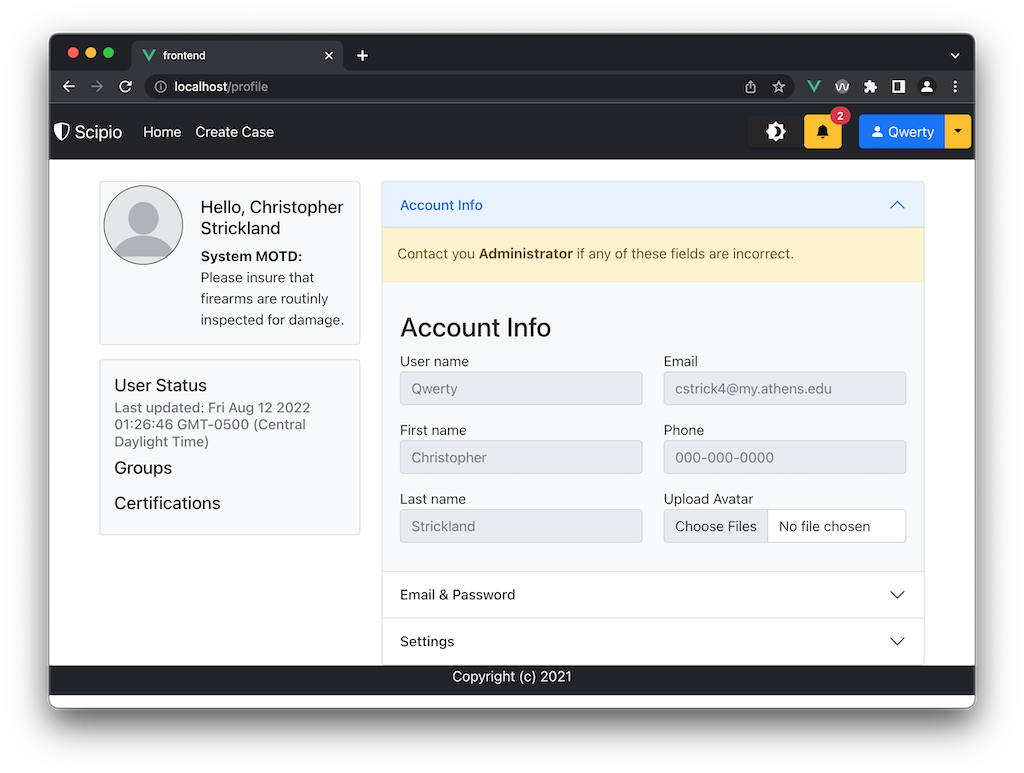 frontend
localhost/profile
Scipio Home Create Case 2 Qwerty
Hello, Christopher
Strickland
System MOTD:
Please insure that
firearms are routinly
inspected for damage.
User Status
Last updated: Fri Aug 12 2022
01:26:46 GMT-0500 (Central
Daylight Time)
Groups
Certifications
Account Info
Contact you Administrator if any of these fields are incorrect.
Account Info
User name Email
Qwerty cstrick4@my.athens.edu
First name Phone
Christopher 000-000-0000
Last name Upload Avatar
Strickland Choose Files No file chosen
Email & Password
Settings
Copyright (c) 2021